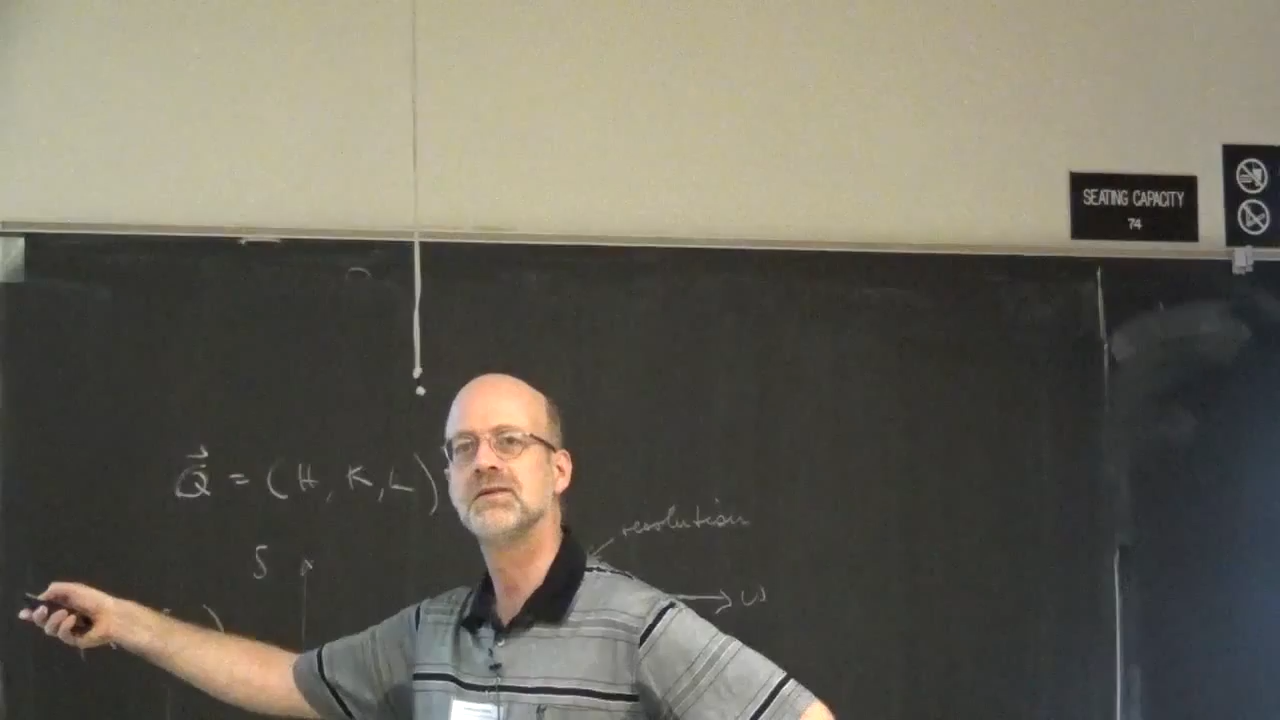 SEATING CAPACITY
74
Q⃗ = (H, K, L)
resolution
S
ω